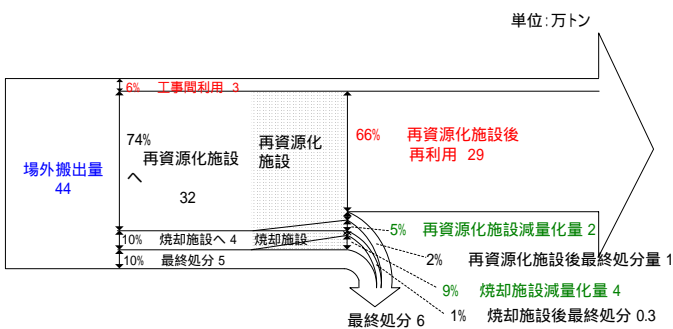 単位：万トン
6% 工事間利用 3
場外搬出量
44
74%
再資源化施設
へ
32
再資源化
施設
66% 再資源化施設後
再利用 29
10% 焼却施設へ 4 焼却施設
10% 最終処分 5
5% 再資源化施設減量化量 2
2% 再資源化施設後最終処分量 1
9% 焼却施設減量化量 4
1% 焼却施設後最終処分 0.3
最終処分 6